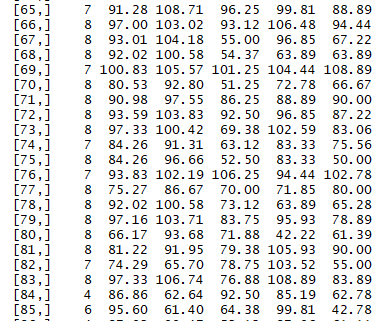 [65,] 7 91.28 108.71 96.25 99.81 88.89
[66,] 8 97.00 103.02 93.12 106.48 94.44
[67,] 8 93.01 104.18 55.00 96.85 67.22
[68,] 8 92.02 100.58 54.37 63.89 63.89
[69,] 7 100.83 105.57 101.25 104.44 108.89
[70,] 8 80.53 92.80 51.25 72.78 66.67
[71,] 8 90.98 97.55 86.25 88.89 90.00
[72,] 8 93.59 103.83 92.50 96.85 87.22
[73,] 8 97.33 100.42 69.38 102.59 83.06
[74,] 7 84.26 91.31 63.12 83.33 75.56
[75,] 8 84.26 96.66 52.50 83.33 50.00
[76,] 7 93.83 102.19 106.25 94.44 102.78
[77,] 8 75.27 86.67 70.00 71.85 80.00
[78,] 8 92.02 100.58 73.12 63.89 65.28
[79,] 8 97.16 103.71 83.75 95.93 78.89
[80,] 8 66.17 93.68 71.88 42.22 61.39
[81,] 8 81.22 91.95 79.38 105.93 90.00
[82,] 7 74.29 65.70 78.75 103.52 55.00
[83,] 8 97.33 106.74 76.88 108.89 83.89
[84,] 4 86.86 62.64 92.50 85.19 62.78
[85,] 6 95.60 61.40 64.38 99.81 42.78